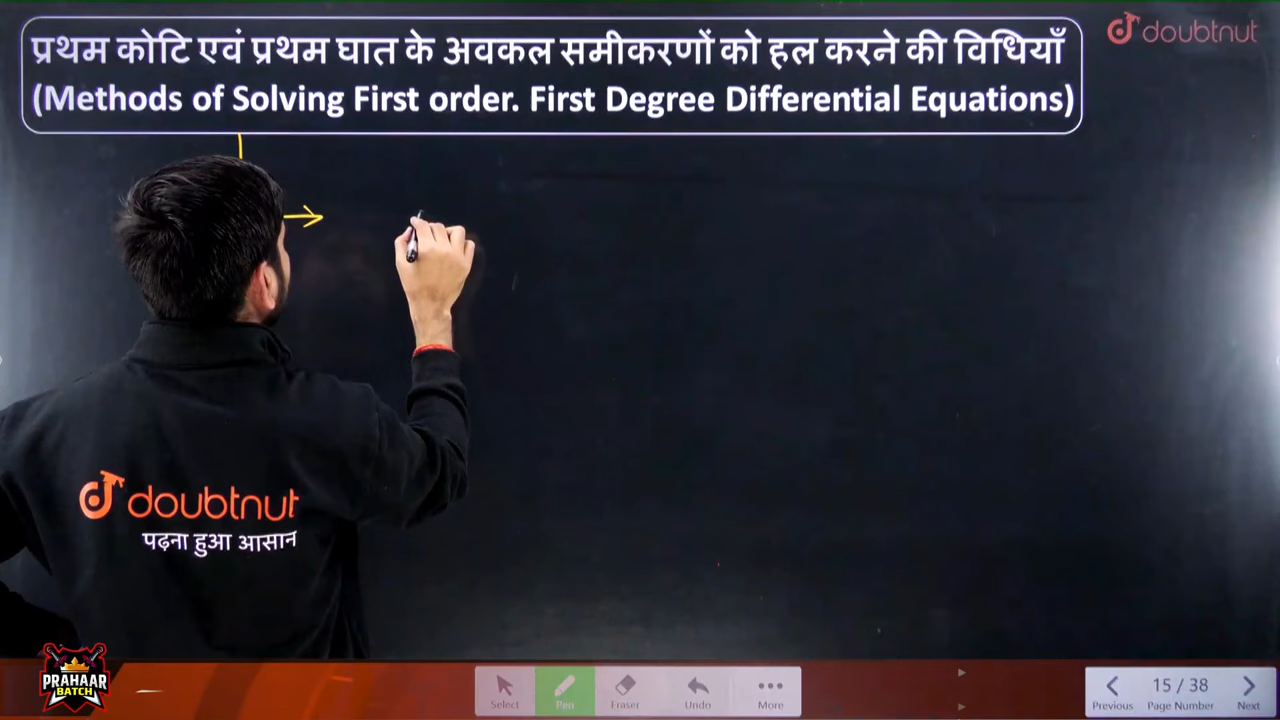 प्रथम कोटि एवं प्रथम घात के अवकल समीकरणों को हल करने की विधियाँ
(Methods of Solving First order. First Degree Differential Equations)
doubtnut
doubtnut
पढ़ना हुआ आसान
PRAHAAR
BATCH
Select
Pen
Eraser
Undo
More
15 / 38
Previous
Page Number
Next